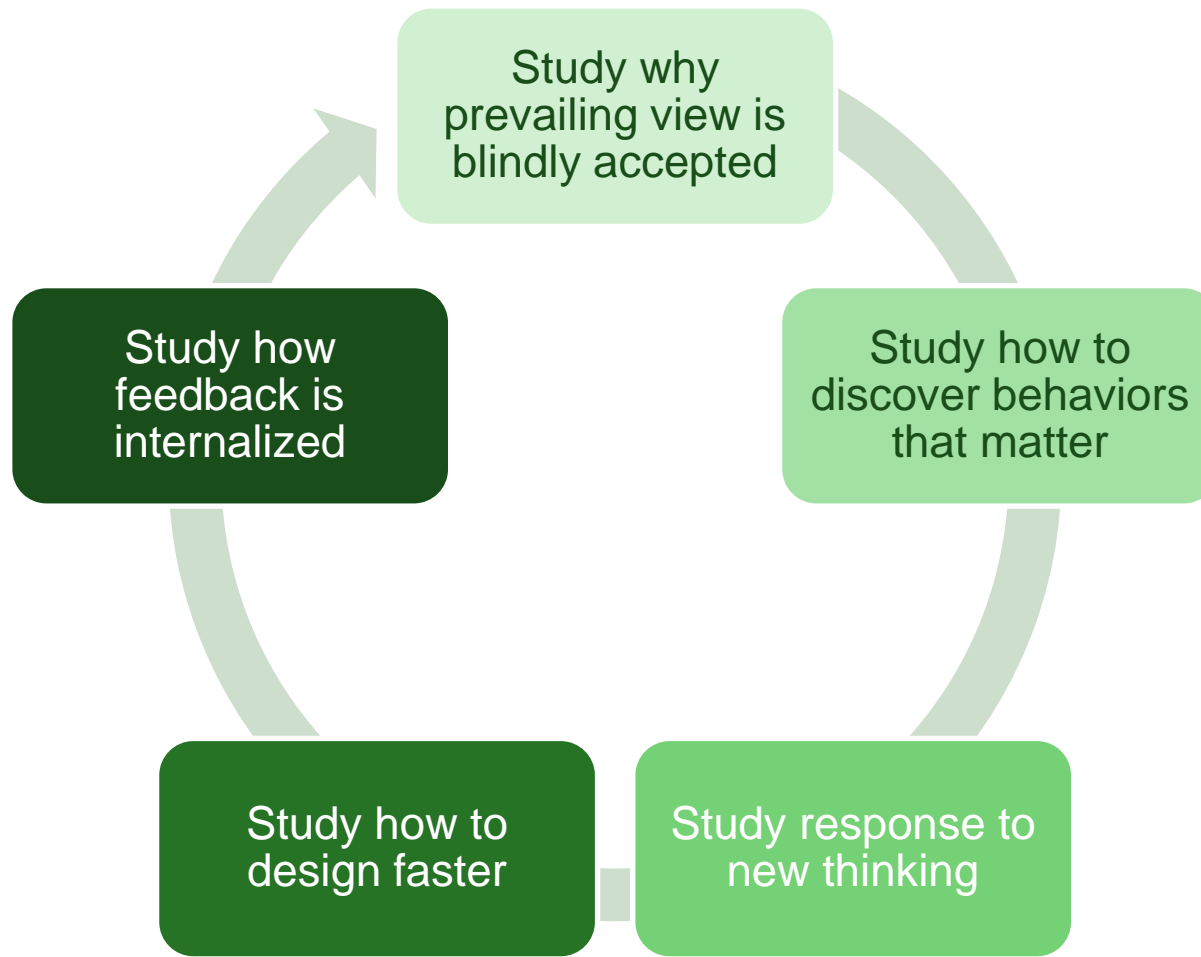 Study why
prevailing view is
blindly accepted
Study how to
discover behaviors
that matter
Study response to
new thinking
Study how to
design faster
Study how
feedback is
internalized